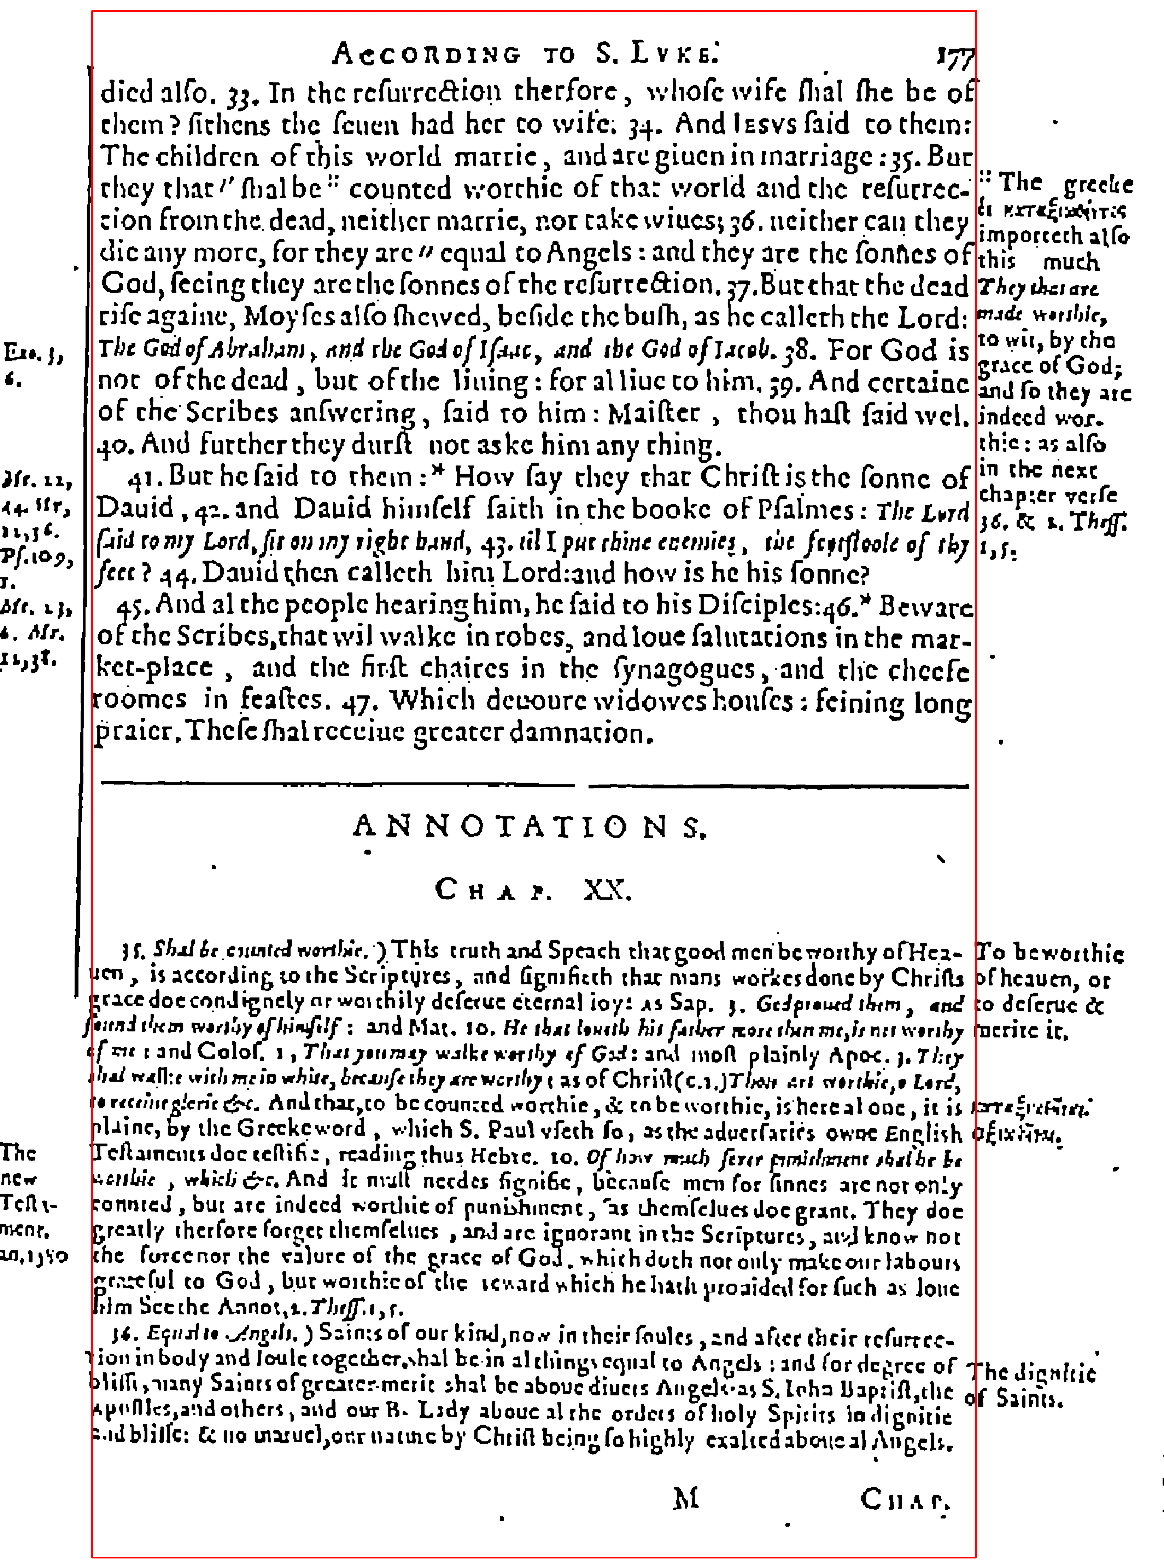 ACCORDING TO S. LVKE. 177
died alſo. 33. In the reſurrection therfore, whoſe wife ſhal ſhe be of
them? ſithens the ſeuen had her to wife. 34. And IESVS ſaid to them:
The children of this world marrie, and are giuen in marriage: 35. But
they that " ſhal be :: counted worthie of that world and the reſurrec-
tion from the dead, neither marrie, nor take wiues; 36. neither can they
die any more, for they are " equal to Angels: and they are the ſonnes of
God, ſeeing they are the ſonnes of the reſurrection. 37. But that the dead
riſe againe, Moyſes alſo ſhewed, beſide the buſh, as he calleth the Lord:
The God of Abraham, and the God of Iſaac, and the God of Iacob. 38. For God is
not of the dead, but of the liuing: for al liue to him. 39. And certaine
of the Scribes anſwering, ſaid to him: Maiſter, thou haſt ſaid wel.
40. And further they durſt not aske him any thing.
41. But he ſaid to them: * How ſay they that Chriſt is the ſonne of
Dauid, 42. and Dauid himſelf ſaith in the booke of Pſalmes: The Lord
ſaid to my Lord, ſit on my right hand, 43. til I put thine enemies, the footſtoole of thy
feet? 44. Dauid then calleth him Lord: and how is he his ſonne?
45. And al the people hearing him, he ſaid to his Diſciples: 46. * Beware
of the Scribes, that wil walke in robes, and loue ſalutations in the mar-
ket-place, and the firſt chaires in the ſynagogues, and the cheefe
roomes in feaſtes. 47. Which deuoure widowes houſes: feining long
praier. Theſe ſhal receiue greater damnation.
Exo. 3,
6.
Mt. 22,
44. Mr,
12,36.
Pſ. 109,
1.
Mt. 23,
6. Mr.
12,38.
:: The greeke
importeth alſo
this much
They that are
made worthie,
to wit, by the
grace of God;
and ſo they are
indeed wor-
thie: as alſo
in the next
chapter verſe
36. & 2. Theſſ.
1, 5.
ANNOTATIONS.
CHAP. XX.
35. Shal be counted worthie.) This truth and Speach that good men be worthy of Hea-
uen, is according to the Scriptures, and ſignifieth that mans workes done by Chriſts
grace doe condignely or worthily deſerue eternal ioy: as Sap. 3. God proued them, and
found them worthy of himſelf: and Mat. 10. He that loueth his father more then me, is not worthy
of me: and Coloſ. 1, That you may walke worthy of God: and moſt plainly Apoc. 3. They
ſhal walke with me in white, becauſe they are worthy: as of Chriſt (c. 5.) Thou art worthie, o Lord,
to receiue glorie &c. And that, to be counted worthie, & to be worthie, is here al one, it is
plaine, by the Greeke word, which S. Paul vſeth ſo, as the aduerſaries owne Engliſh
Teſtaments doe teſtifie, reading thus Hebre. 10. Of how much ſorer puniſhment shal he be
worthie, which &c. And it muſt needes ſignifie, becauſe men for ſinnes are not only
counted, but are indeed worthie of puniſhment, as themſelues doe grant. They doe
greatly therfore forget themſelues, and are ignorant in the Scriptures, and know not
the force nor the valure of the grace of God, which doth not only make our labours
grateful to God, but worthie of the reward which he hath prouided for ſuch as loue
him See the Annot. 2. Theſſ. 1, 5.
36. Equal to Angels.) Saints of our kind, now in their ſoules, and after their reſurrec-
tion in body and ſoule together, shal be in al things equal to Angels: and for degree of
bliſſe, many Saints of greater merit shal be aboue diuers Angels as S. Iohn Baptiſt, the
Apoſtles, and others, and our B. Lady aboue al the orders of holy Spirits in dignitie
and bliſſe: & no maruel, our nature by Chriſt being ſo highly exalted aboue al Angels.
To be worthie
of heauen, or
to deſerue &
merite it.
The
new
Teſta-
ment.
an. 1580
The dignitie
of Saints.
M CHAP.